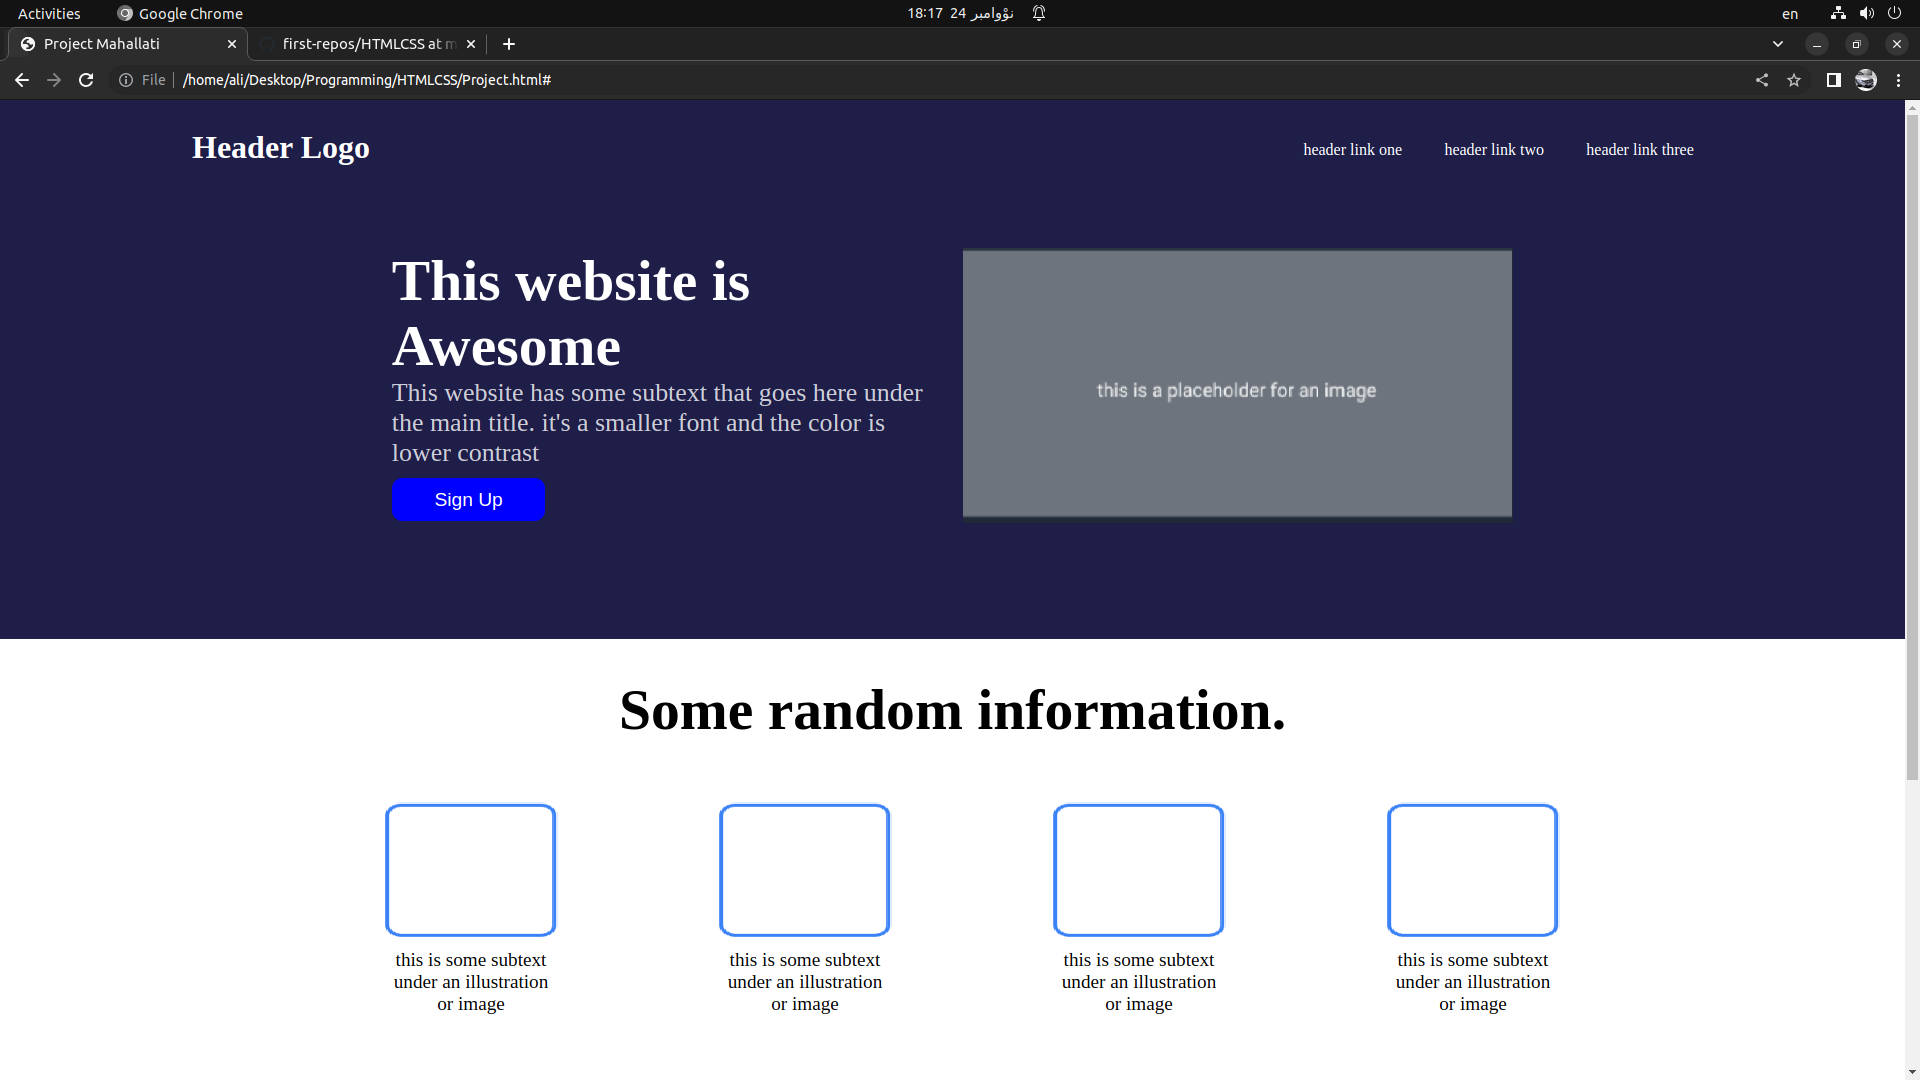 Activities
Google Chrome
18:17 24 نؤوامبر
en
Project Mahallati
first-repos/HTMLCSS at m
File
/home/ali/Desktop/Programming/HTMLCSS/Project.html#
Header Logo
header link one
header link two
header link three
This website is
Awesome
This website has some subtext that goes here under
the main title. it's a smaller font and the color is
lower contrast
Sign Up
this is a placeholder for an image
Some random information.
this is some subtext
under an illustration
or image
this is some subtext
under an illustration
or image
this is some subtext
under an illustration
or image
this is some subtext
under an illustration
or image